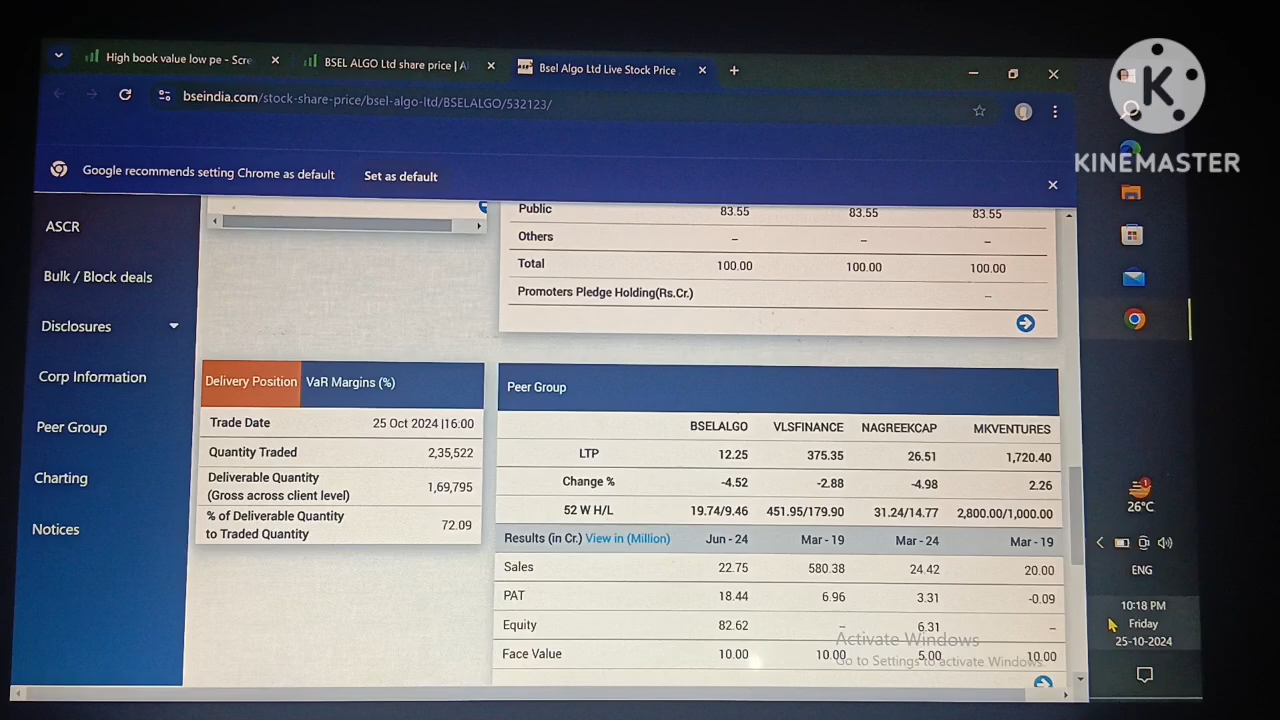 High book value low pe - Scre
BSEL ALGO Ltd share price | A
Bsel Algo Ltd Live Stock Price
bseindia.com/stock-share-price/bsel-algo-ltd/BSELALGO/532123/
K
KINEMASTER
Google recommends setting Chrome as default Set as default
ASCR
Bulk / Block deals
Disclosures
Corp Information
Peer Group
Charting
Notices
Public 83.55 83.55 83.55
Others – – –
Total 100.00 100.00 100.00
Promoters Pledge Holding(Rs.Cr.) –
Delivery Position VaR Margins (%)
Trade Date 25 Oct 2024 |16:00
Quantity Traded 2,35,522
Deliverable Quantity
(Gross across client level) 1,69,795
% of Deliverable Quantity
to Traded Quantity 72.09
Peer Group
BSELALGO VLSFINANCE NAGREEKCAP MKVENTURES
LTP 12.25 375.35 26.51 1,720.40
Change % -4.52 -2.88 -4.98 2.26
52 W H/L 19.74/9.46 451.95/179.90 31.24/14.77 2,800.00/1,000.00
Results (in Cr.) View in (Million) Jun - 24 Mar - 19 Mar - 24 Mar - 19
Sales 22.75 580.38 24.42 20.00
PAT 18.44 6.96 3.31 -0.09
Equity 82.62 – 6.31 –
Face Value 10.00 10.00 5.00 10.00
Activate Windows
Go to Settings to activate Windows.
1
26°C
ENG
10:18 PM
Friday
25-10-2024